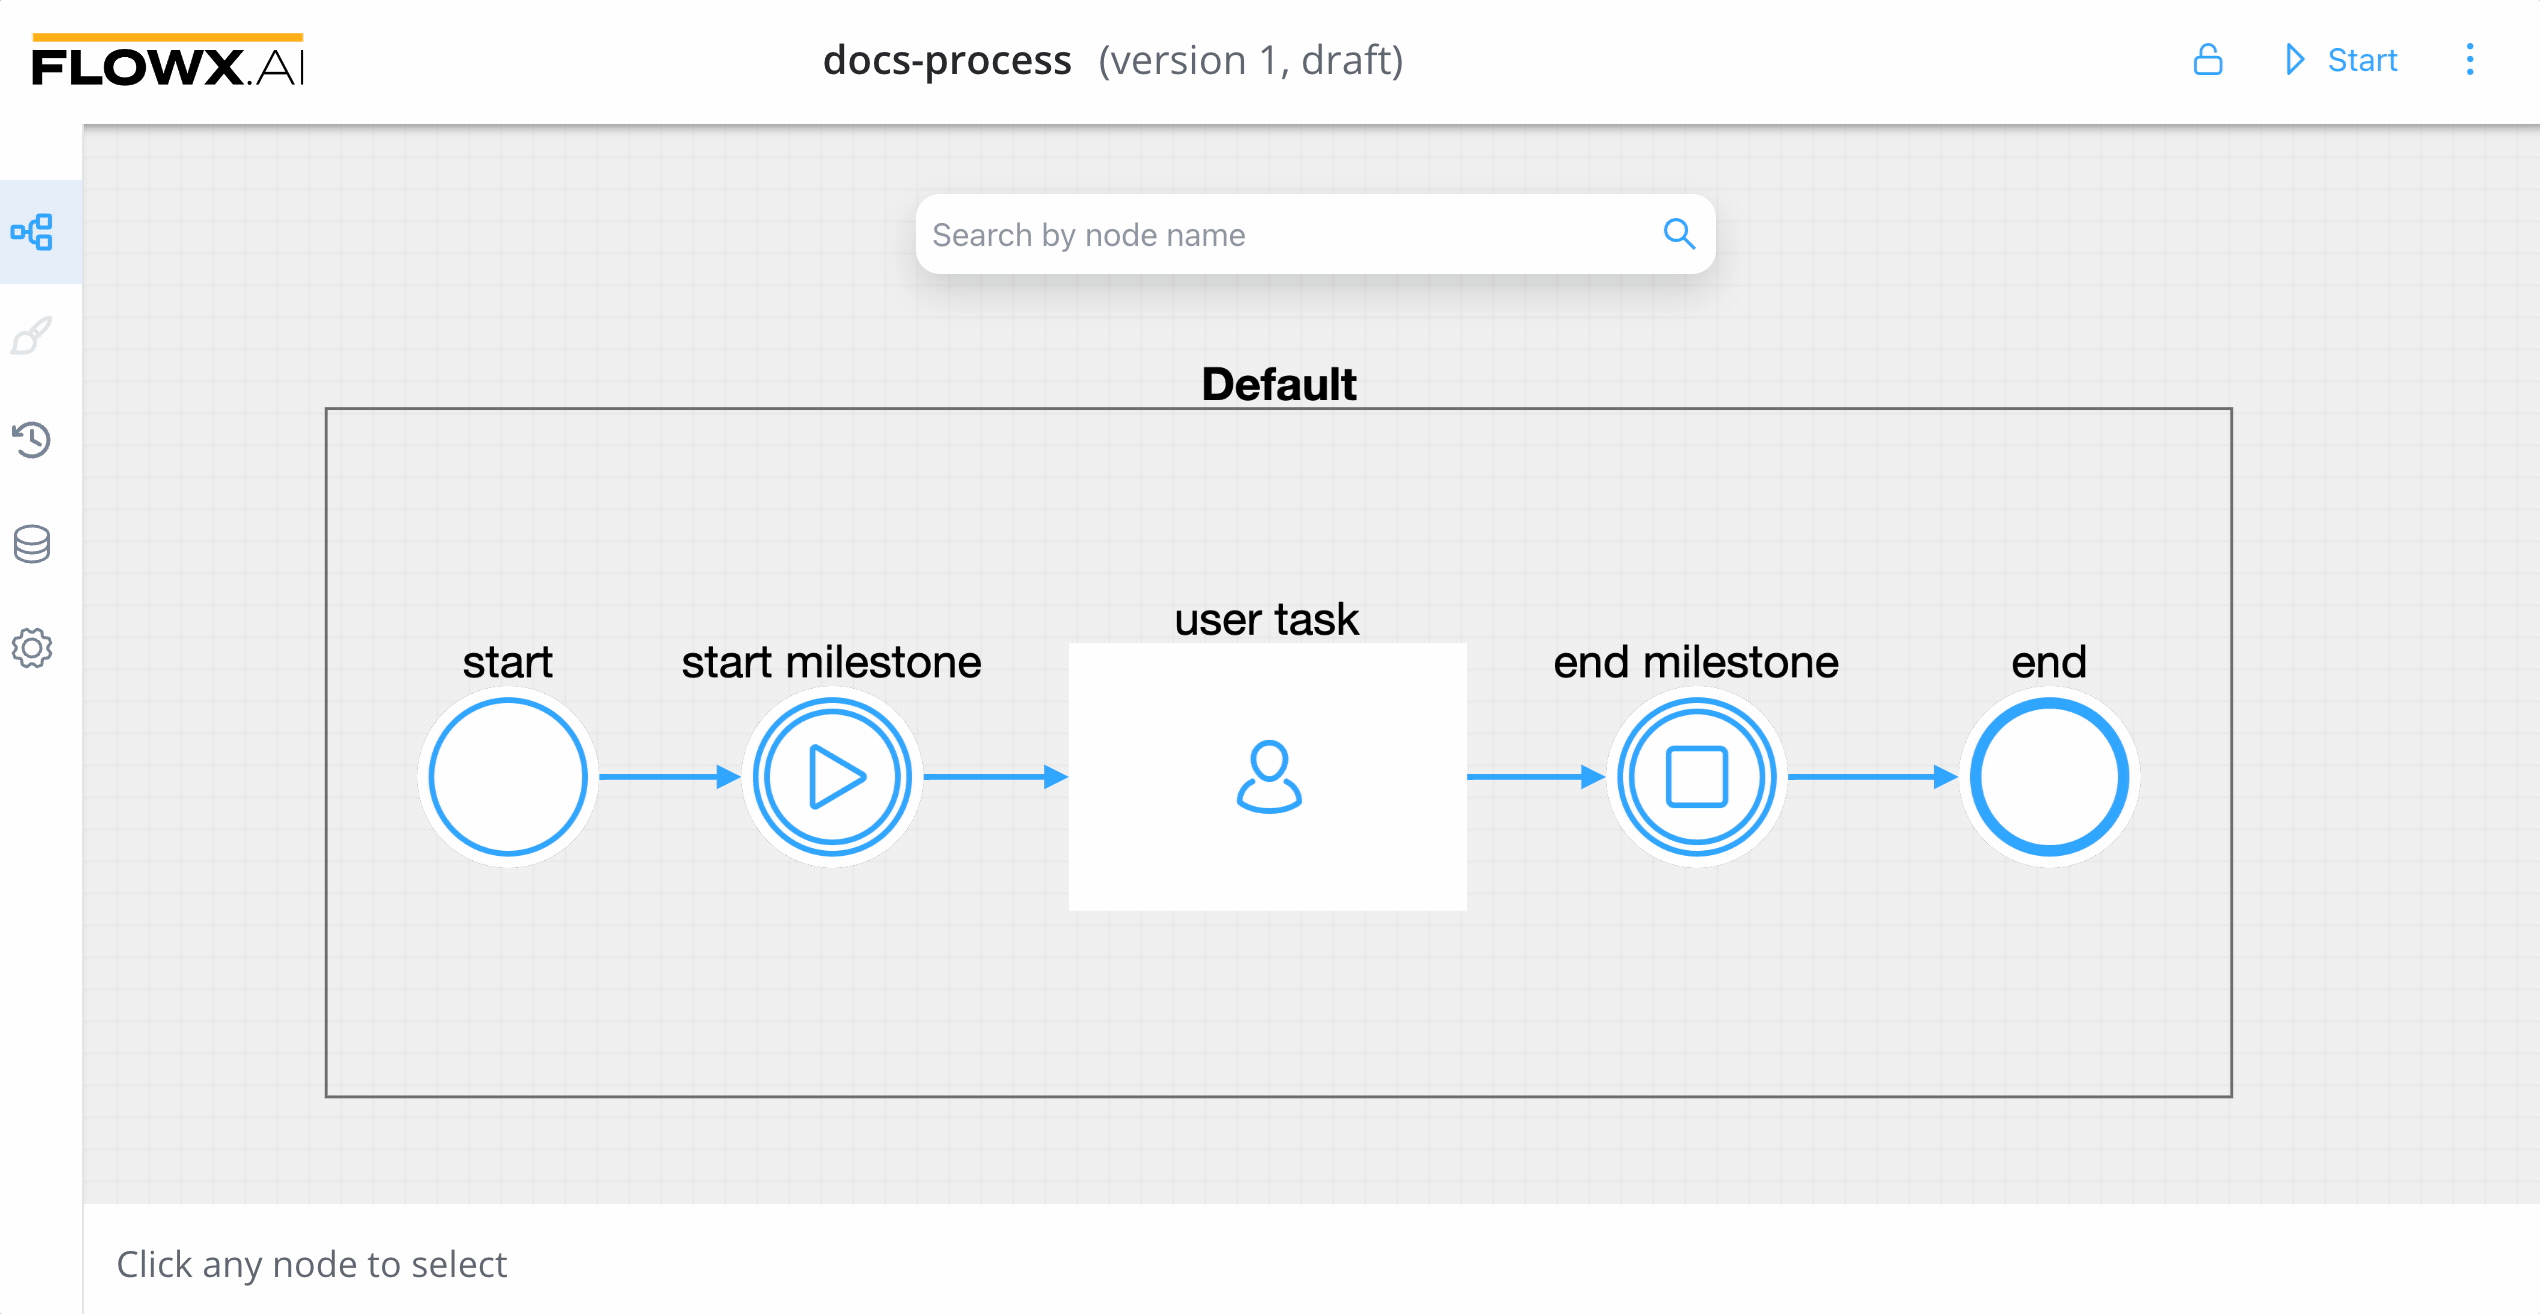 FLOWX.AI
docs-process (version 1, draft)
Start
Search by node name
Default
user task
start
start milestone
end milestone
end
Click any node to select